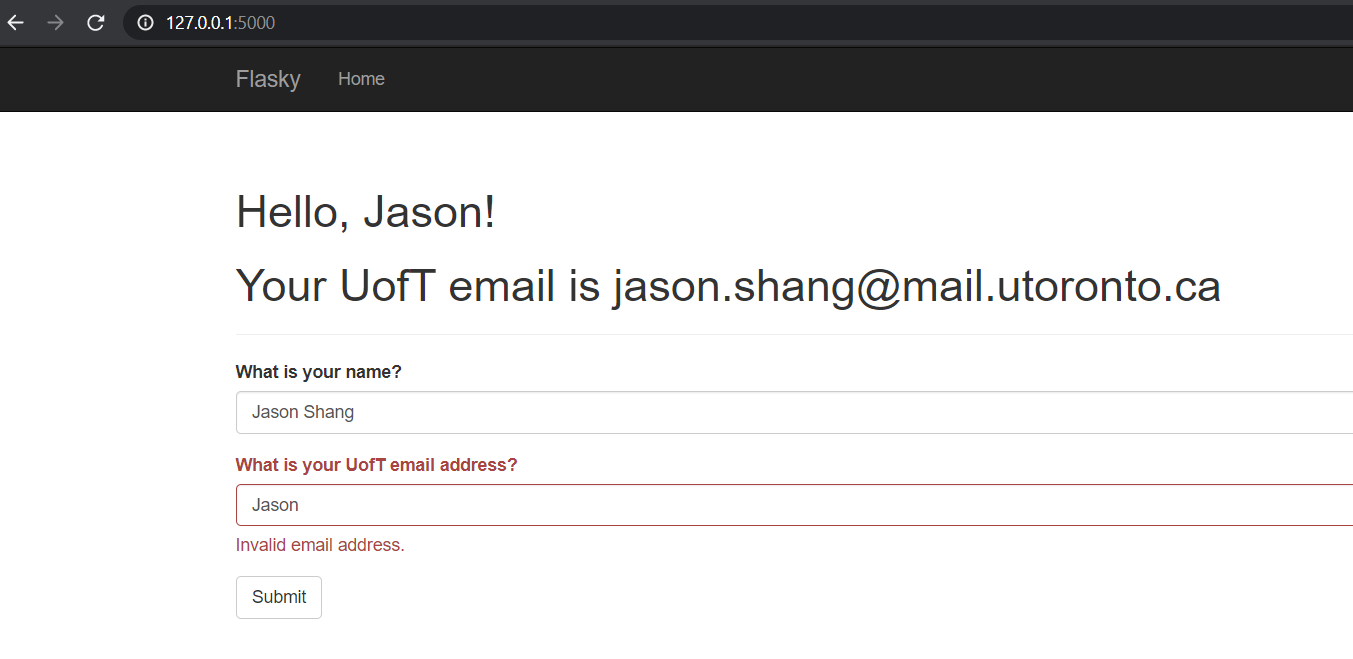 127.0.0.1:5000
Flasky Home
Hello, Jason!
Your UofT email is jason.shang@mail.utoronto.ca
What is your name?
Jason Shang
What is your UofT email address?
Jason
Invalid email address.
Submit